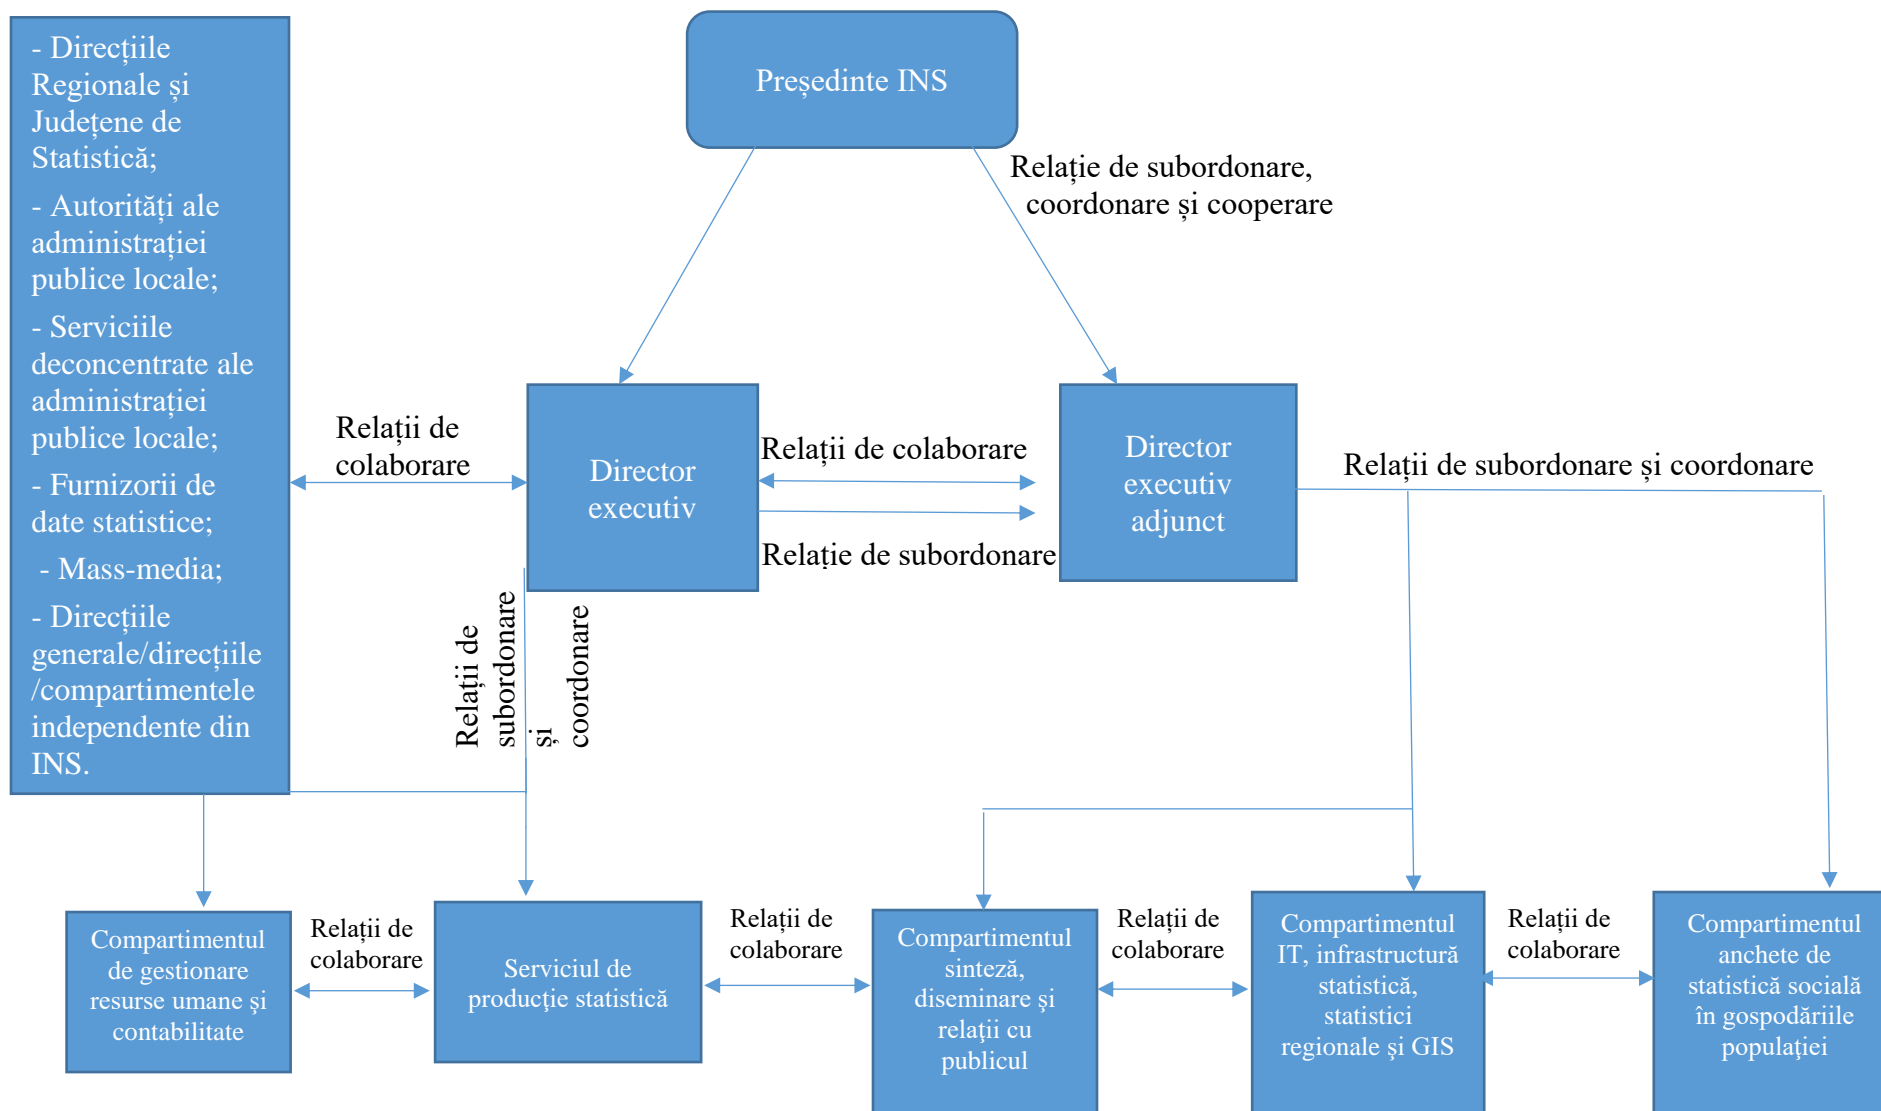 - Direcțiile
Regionale și
Județene de
Statistică;
- Autorități ale
administrației
publice locale;
- Serviciile
deconcentrate ale
administrației
publice locale;
- Furnizorii de
date statistice;
- Mass-media;
- Direcțiile
generale/direcțiile
/compartimentele
independente din
INS.
Președinte INS
Relație de subordonare,
coordonare și cooperare
Relații de
colaborare
Director
executiv
Relații de colaborare
Relație de subordonare
Director
executiv
adjunct
Relații de subordonare și coordonare
Relații de
subordonare
și
coordonare
Compartimentul
de gestionare
resurse umane și
contabilitate
Relații de
colaborare
Serviciul de
producţie statistică
Relații de
colaborare
Compartimentul
sinteză,
diseminare şi
relaţii cu
publicul
Relații de
colaborare
Compartimentul
IT, infrastructură
statistică,
statistici
regionale şi GIS
Relații de
colaborare
Compartimentul
anchete de
statistică socială
în gospodăriile
populaţiei